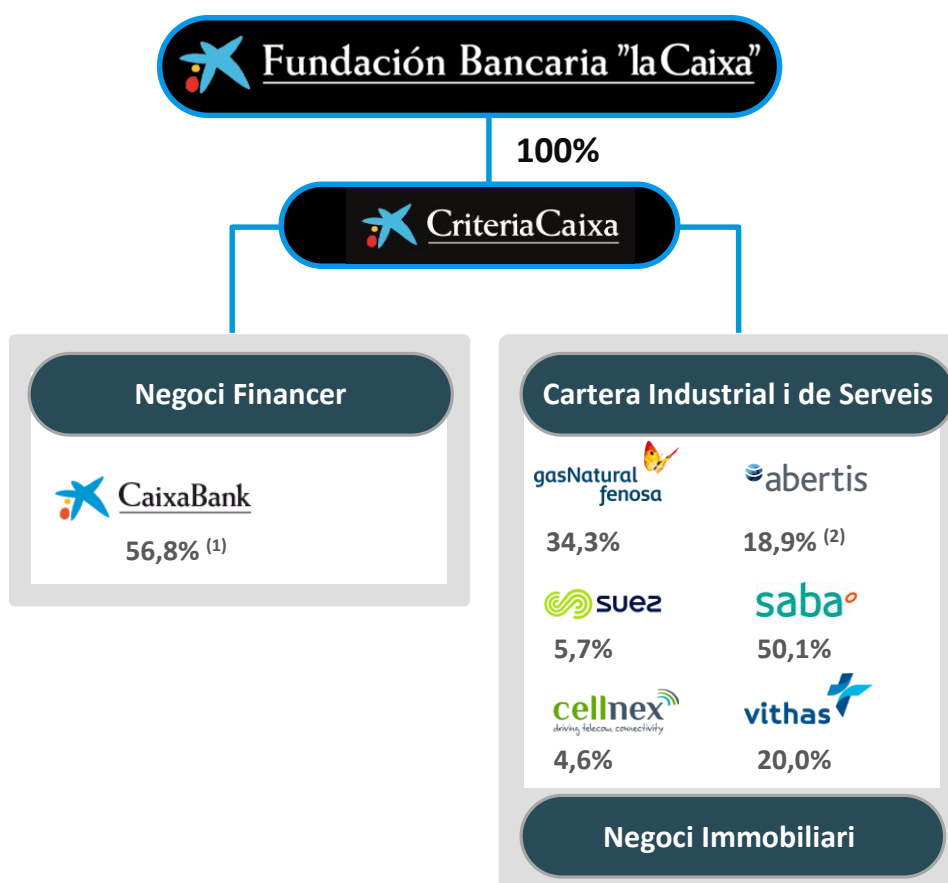 Fundación Bancaria "la Caixa"
100%
CriteriaCaixa
Negoci Financer
CaixaBank
56,8% (1)
Cartera Industrial i de Serveis
gasNatural
fenosa
34,3%
abertis
18,9% (2)
suez
5,7%
saba
50,1%
cellnex
driving telecom connectivity
4,6%
vithas
20,0%
Negoci Immobiliari